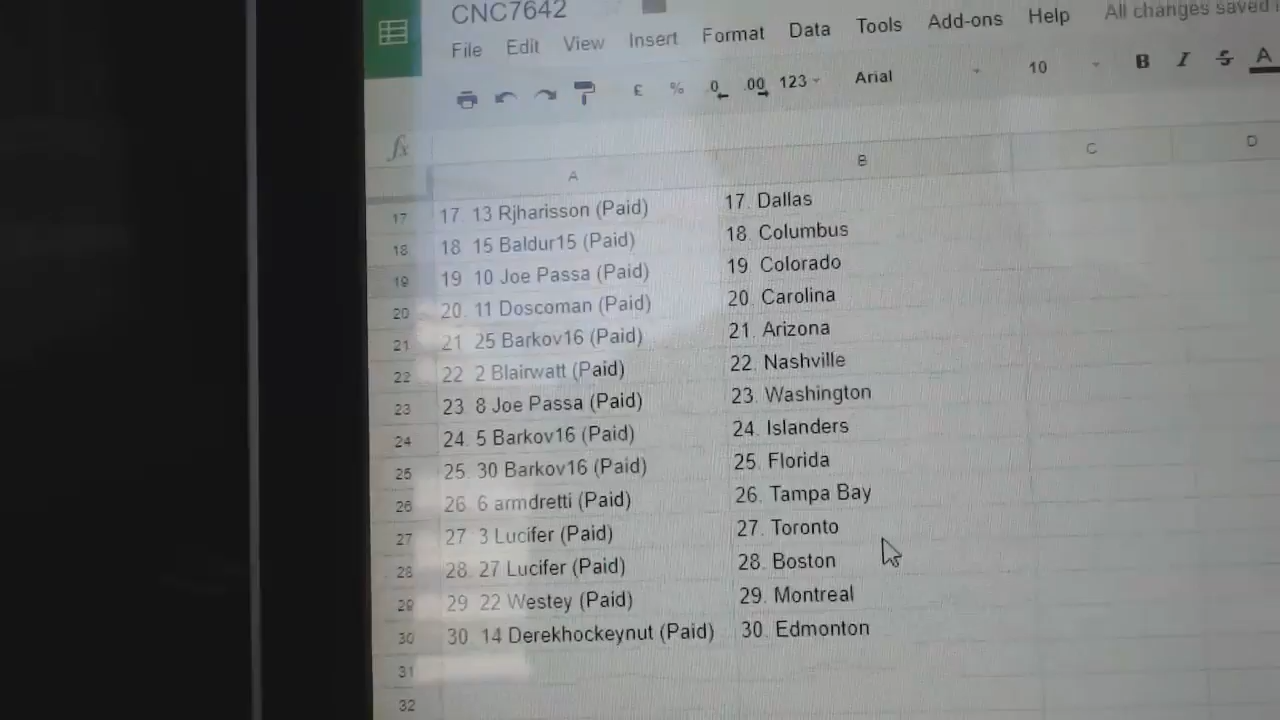 CNC7642
File Edit View Insert Format Data Tools Add-ons Help All changes saved
£ % .0 .00 123 Arial 10 B I S A
fx
A B C D
17 17. 13 Rjharisson (Paid) 17. Dallas
18 18 15 Baldur15 (Paid) 18. Columbus
19 19 10 Joe Passa (Paid) 19. Colorado
20 20. 11 Doscoman (Paid) 20. Carolina
21 21 25 Barkov16 (Paid) 21. Arizona
22 22 2 Blairwatt (Paid) 22. Nashville
23 23. 8 Joe Passa (Paid) 23. Washington
24 24. 5 Barkov16 (Paid) 24. Islanders
25 25. 30 Barkov16 (Paid) 25. Florida
26 26 6 armdretti (Paid) 26. Tampa Bay
27 27 3 Lucifer (Paid) 27. Toronto
28 28. 27 Lucifer (Paid) 28. Boston
29 29 22 Westey (Paid) 29. Montreal
30 30. 14 Derekhockeynut (Paid) 30. Edmonton
31
32